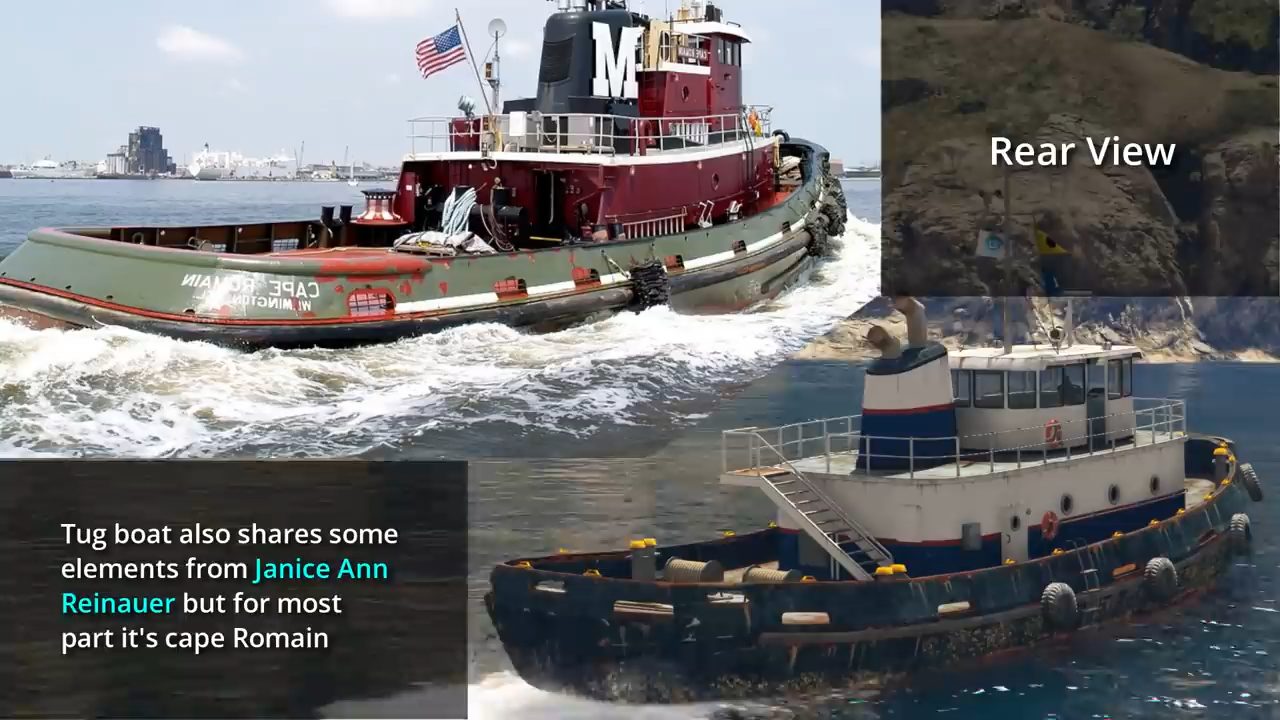 M
Rear View
CAPE ROMAIN
WILMINGTON
Tug boat also shares some
elements from Janice Ann
Reinauer but for most
part it's cape Romain